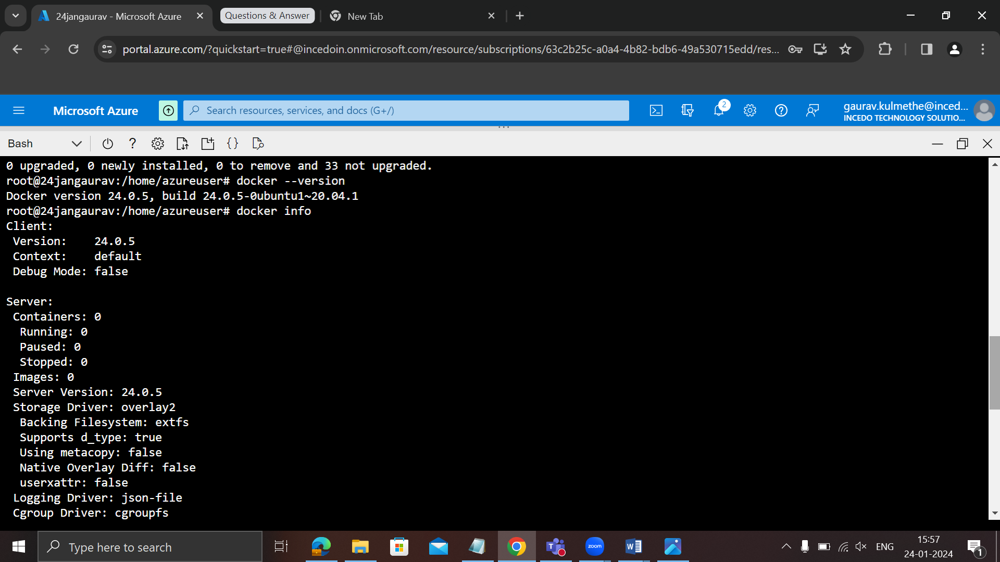 24jangaurav - Microsoft Azure
Questions & Answer
New Tab
portal.azure.com/?quickstart=true#@incedoin.onmicrosoft.com/resource/subscriptions/63c2b25c-a0a4-4b82-bdb6-49a530715edd/res...
Microsoft Azure
Search resources, services, and docs (G+/)
2
gaurav.kulmethe@inced...
INCEDO TECHNOLOGY SOLUTIO...
Bash
0 upgraded, 0 newly installed, 0 to remove and 33 not upgraded.
root@24jangaurav:/home/azureuser# docker --version
Docker version 24.0.5, build 24.0.5-0ubuntu1~20.04.1
root@24jangaurav:/home/azureuser# docker info
Client:
Version:    24.0.5
Context:    default
Debug Mode: false
Server:
Containers: 0
Running: 0
Paused: 0
Stopped: 0
Images: 0
Server Version: 24.0.5
Storage Driver: overlay2
Backing Filesystem: extfs
Supports d_type: true
Using metacopy: false
Native Overlay Diff: false
userxattr: false
Logging Driver: json-file
Cgroup Driver: cgroupfs
Type here to search
zoom
ENG
15:57
24-01-2024
1